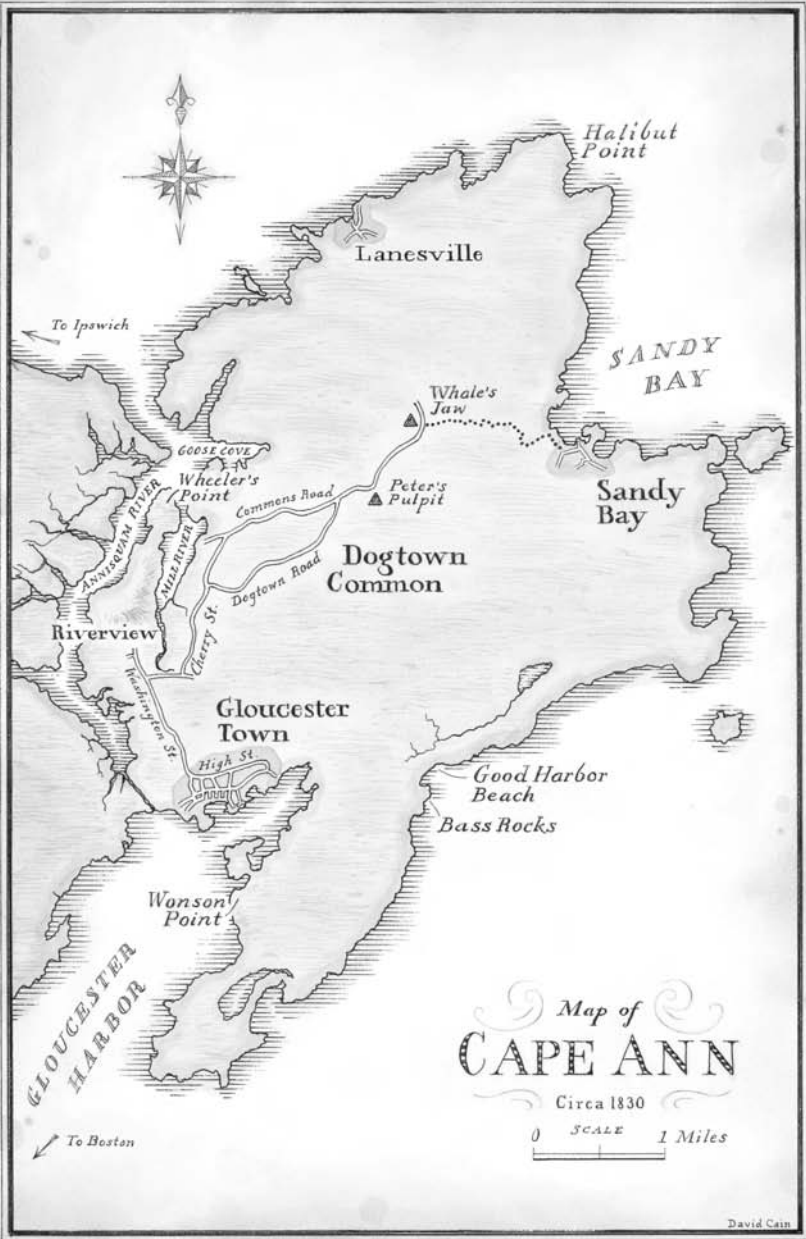 Halibut
Point
Lanesville
To Ipswich
SANDY
BAY
Whale's
Jaw
GOOSE COVE
Wheeler's
Point
Commons Road
Peter's
Pulpit
Sandy
Bay
ANNISQUAM RIVER
MILL RIVER
Dogtown
Common
Dogtown Road
Riverview
Cherry St.
Washington St.
Gloucester
Town
High St
Good Harbor
Beach
Bass Rocks
Wonson
Point
GLOUCESTER
HARBOR
Map of
CAPE ANN
Circa 1830
SCALE
0 1 Miles
To Boston
David Cain